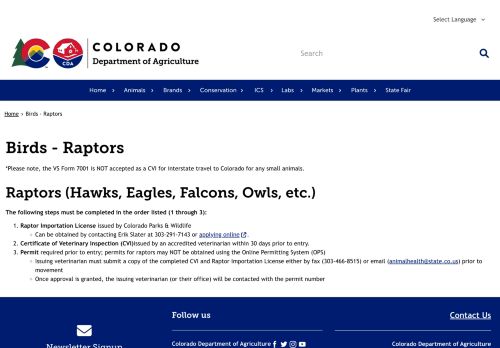 Select Language
COLORADO
Department of Agriculture
CDA
Search
Home
Animals
Brands
Conservation
ICS
Labs
Markets
Plants
State Fair
Home > Birds - Raptors
Birds - Raptors
*Please note, the VS Form 7001 is NOT accepted as a CVI for interstate travel to Colorado for any small animals.
Raptors (Hawks, Eagles, Falcons, Owls, etc.)
The following steps must be completed in the order listed (1 through 3):
1. Raptor Importation License issued by Colorado Parks & Wildlife
Can be obtained by contacting Erik Slater at 303-291-7143 or applying online.
2. Certificate of Veterinary Inspection (CVI)issued by an accredited veterinarian within 30 days prior to entry.
3. Permit required prior to entry; permits for raptors may NOT be obtained using the Online Permitting System (OPS)
Issuing veterinarian must submit a copy of the completed CVI and Raptor Importation License either by fax (303-466-8515) or email (animalhealth@state.co.us) prior to
movement
Once approval is granted, the issuing veterinarian (or their office) will be contacted with the permit number
Newsletter Signup
Follow us
Colorado Department of Agriculture
Contact Us
Colorado Department of Agriculture